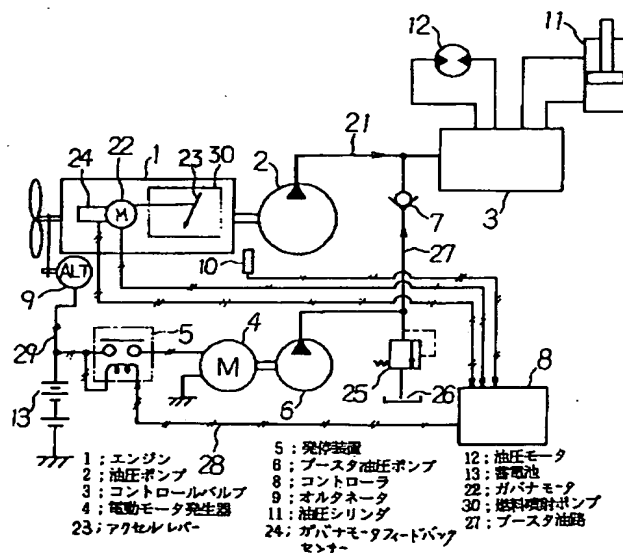 12
11
21
1
23
30
22
24
2
M
3
7
10
27
ALT
9
5
4
8
29
M
25
26
13
6
28
1；エンジン
2；油圧ポンプ
3；コントロールバルブ
4；電動モータ発生器
23；アクセルレバー
5；発停装置
6；ブースタ油圧ポンプ
8；コントローラ
9；オルタネータ
11；油圧シリンダ
24；ガバナモータフィードバック
センサー
12；油圧モータ
13；蓄電池
22；ガバナモータ
30；燃料噴射ポンプ
27；ブースタ油路